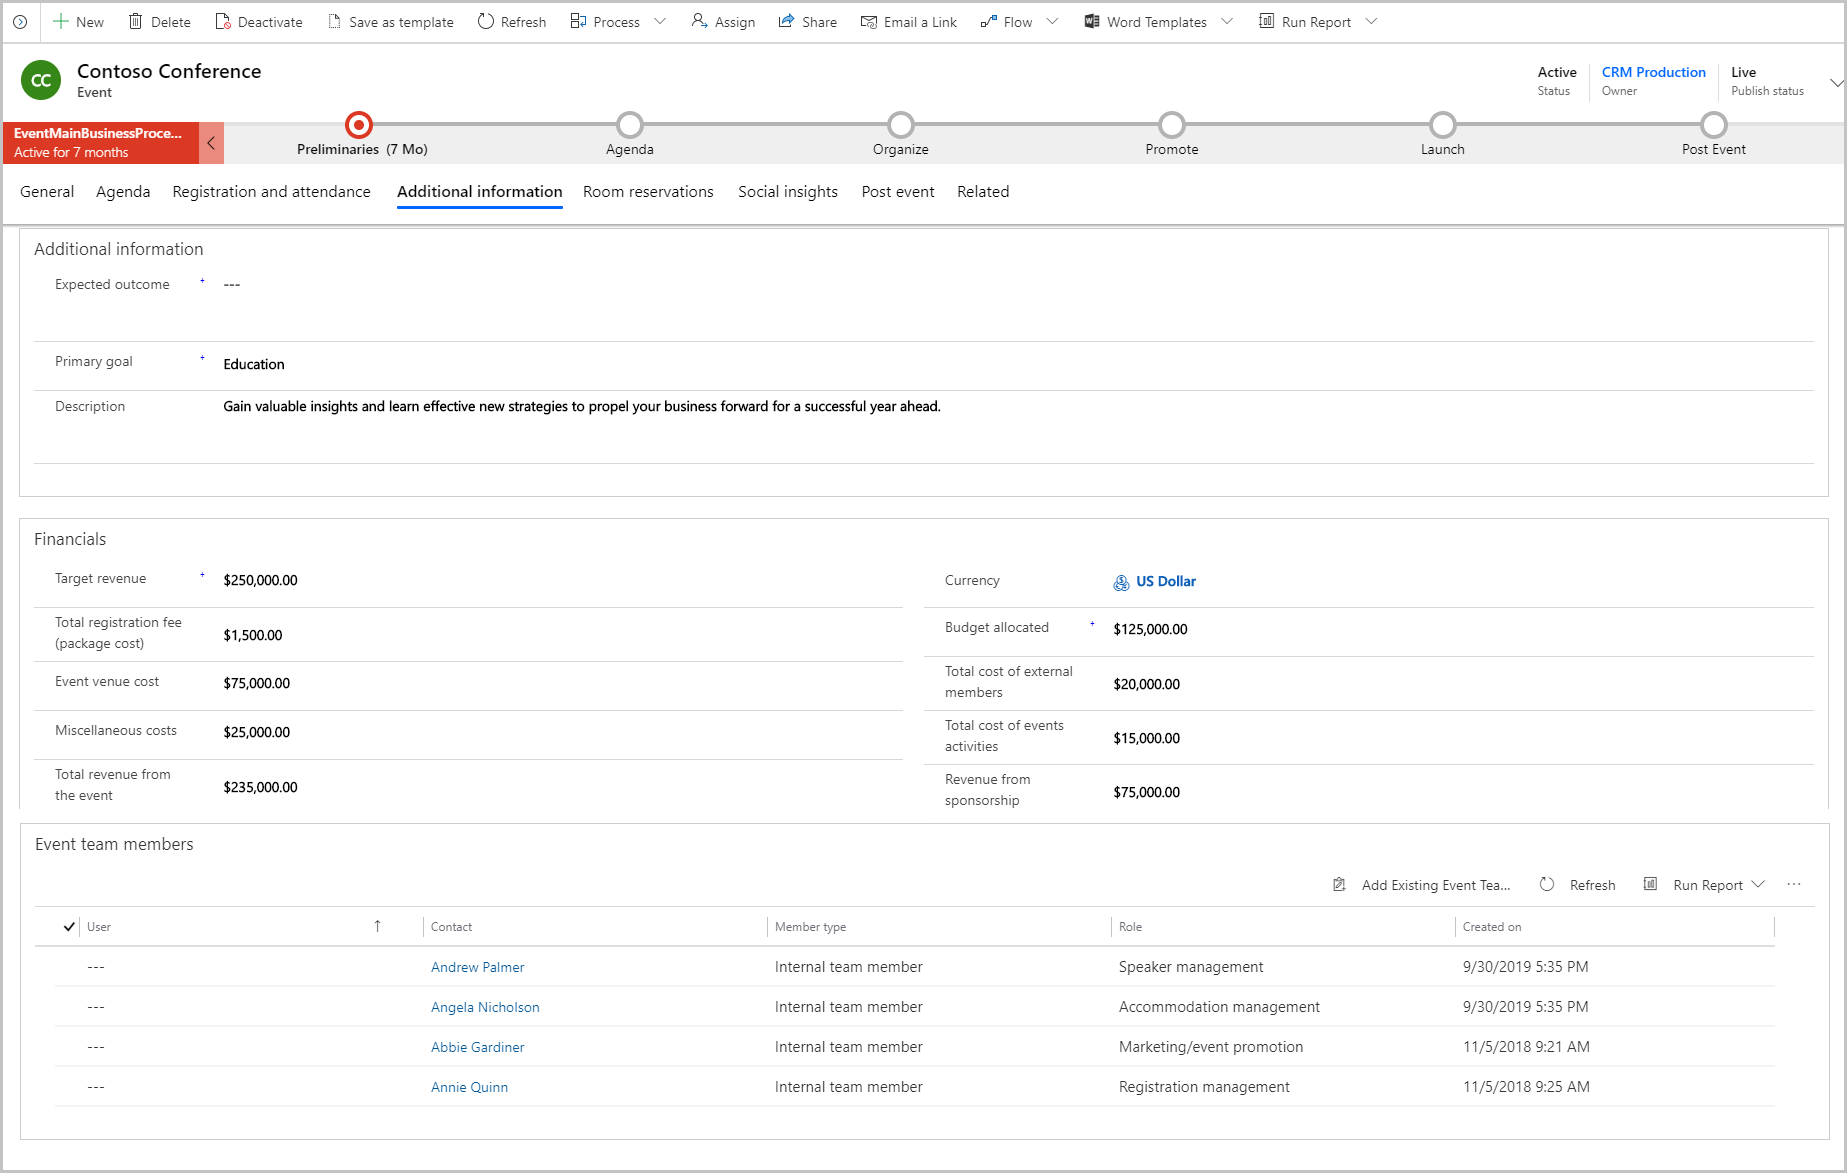 New Delete Deactivate Save as template Refresh Process Assign Share Email a Link Flow Word Templates Run Report
CC
Contoso Conference
Event
Active
Status
CRM Production
Owner
Live
Publish status
EventMainBusinessProce...
Active for 7 months
Preliminaries (7 Mo)
Agenda
Organize
Promote
Launch
Post Event
General Agenda Registration and attendance Additional information Room reservations Social insights Post event Related
Additional information
Expected outcome + ---
Primary goal + Education
Description Gain valuable insights and learn effective new strategies to propel your business forward for a successful year ahead.
Financials
Target revenue + $250,000.00
Total registration fee
(package cost)
$1,500.00
Event venue cost $75,000.00
Miscellaneous costs $25,000.00
Total revenue from
the event
$235,000.00
Currency US Dollar
Budget allocated + $125,000.00
Total cost of external
members
$20,000.00
Total cost of events
activities
$15,000.00
Revenue from
sponsorship
$75,000.00
Event team members
Add Existing Event Tea... Refresh Run Report ...
User Contact Member type Role Created on
--- Andrew Palmer Internal team member Speaker management 9/30/2019 5:35 PM
--- Angela Nicholson Internal team member Accommodation management 9/30/2019 5:35 PM
--- Abbie Gardiner Internal team member Marketing/event promotion 11/5/2018 9:21 AM
--- Annie Quinn Internal team member Registration management 11/5/2018 9:25 AM